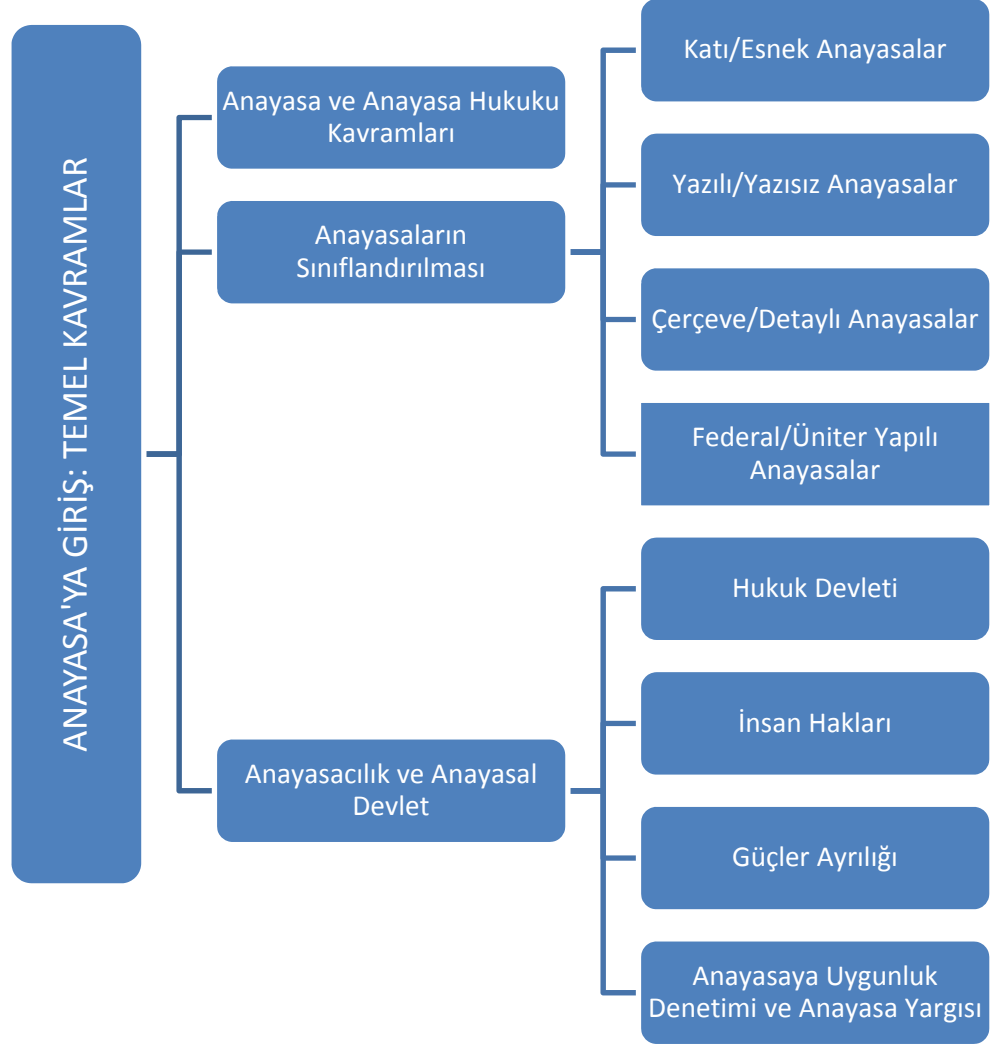 ANAYASA'YA GİRİŞ: TEMEL KAVRAMLAR
Anayasa ve Anayasa Hukuku
Kavramları
Anayasaların
Sınıflandırılması
Katı/Esnek Anayasalar
Yazılı/Yazısız Anayasalar
Çerçeve/Detaylı Anayasalar
Federal/Üniter Yapılı
Anayasalar
Anayasacılık ve Anayasal
Devlet
Hukuk Devleti
İnsan Hakları
Güçler Ayrılığı
Anayasaya Uygunluk
Denetimi ve Anayasa Yargısı